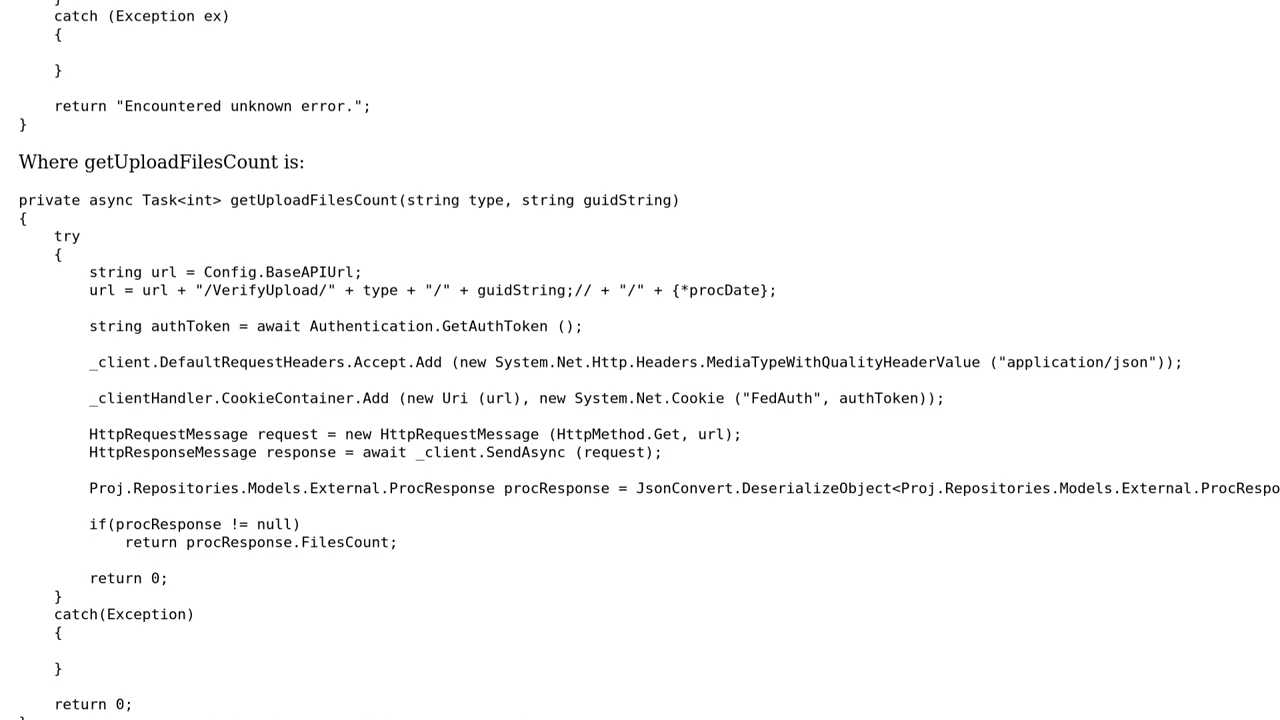 }
catch (Exception ex)
{
}
return "Encountered unknown error.";
}
Where getUploadFilesCount is:
private async Task<int> getUploadFilesCount(string type, string guidString)
{
try
{
string url = Config.BaseAPIUrl;
url = url + "/VerifyUpload/" + type + "/" + guidString;// + "/" + {*procDate};
string authToken = await Authentication.GetAuthToken ();
_client.DefaultRequestHeaders.Accept.Add (new System.Net.Http.Headers.MediaTypeWithQualityHeaderValue ("application/json"));
_clientHandler.CookieContainer.Add (new Uri (url), new System.Net.Cookie ("FedAuth", authToken));
HttpRequestMessage request = new HttpRequestMessage (HttpMethod.Get, url);
HttpResponseMessage response = await _client.SendAsync (request);
Proj.Repositories.Models.External.ProcResponse procResponse = JsonConvert.DeserializeObject<Proj.Repositories.Models.External.ProcRespo
if(procResponse != null)
return procResponse.FilesCount;
return 0;
}
catch(Exception)
{
}
return 0;
}